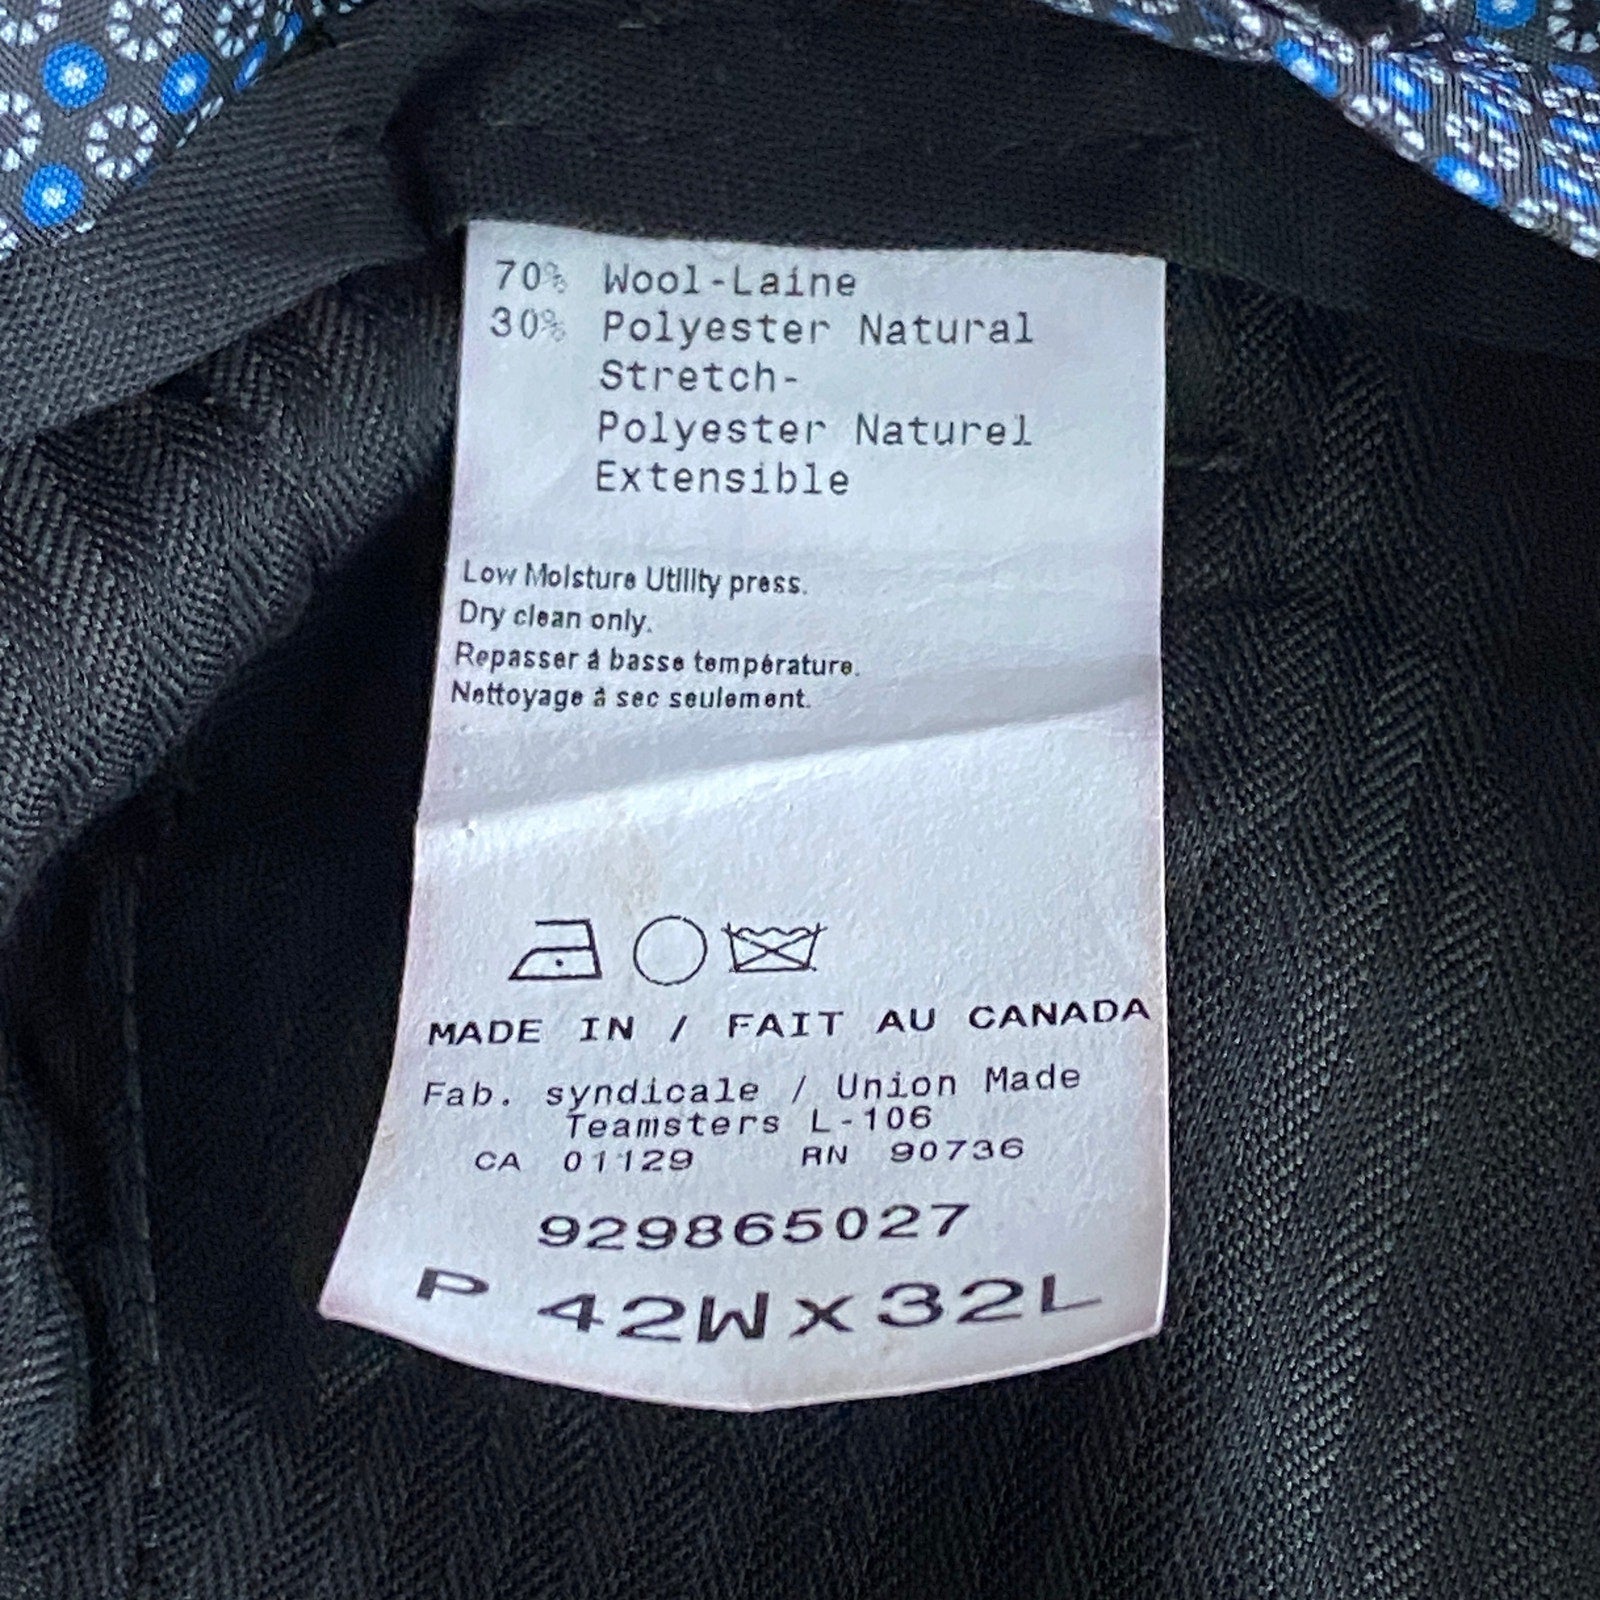 70% Wool-Laine
30% Polyester Natural
Stretch-
Polyester Naturel
Extensible
Low Moisture Utility press.
Dry clean only.
Repasser à basse température.
Nettoyage à sec seulement.
MADE IN / FAIT AU CANADA
Fab. syndicale / Union Made
Teamsters L-106
CA 01129 RN 90736
929865027
P 42W x 32L